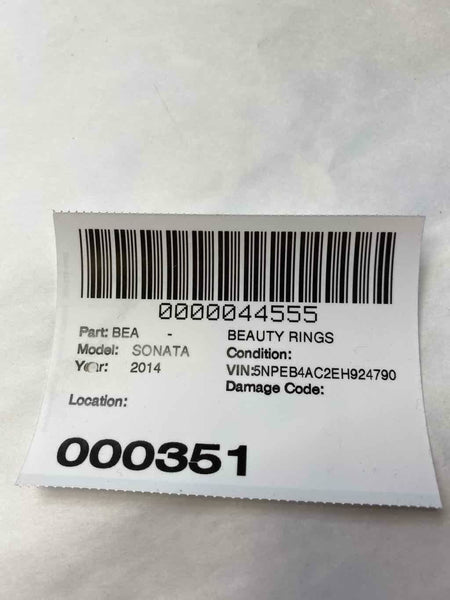 0000044555
Part: BEA - BEAUTY RINGS
Model: SONATA Condition:
Year: 2014 VIN:5NPEB4AC2EH924790
Damage Code:
Location:
000351